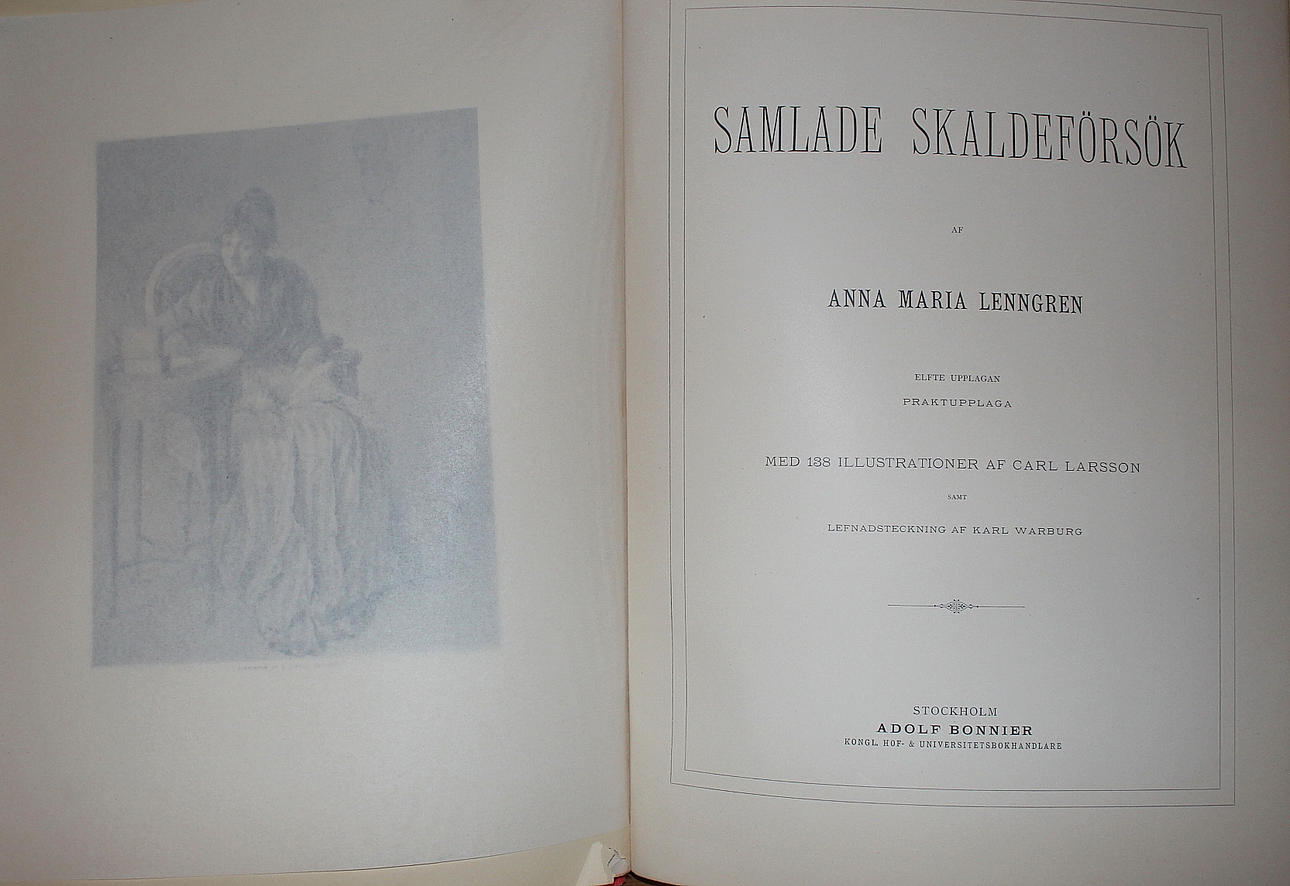 SAMLADE SKALDEFÖRSÖK
AF
ANNA MARIA LENNGREN
ELFTE UPPLAGAN
PRAKTUPPLAGA
MED 138 ILLUSTRATIONER AF CARL LARSSON
SAMT
LEFNADSTECKNING AF KARL WARBURG
STOCKHOLM
ADOLF BONNIER
KONGL. HOF- & UNIVERSITETSBOKHANDLARE